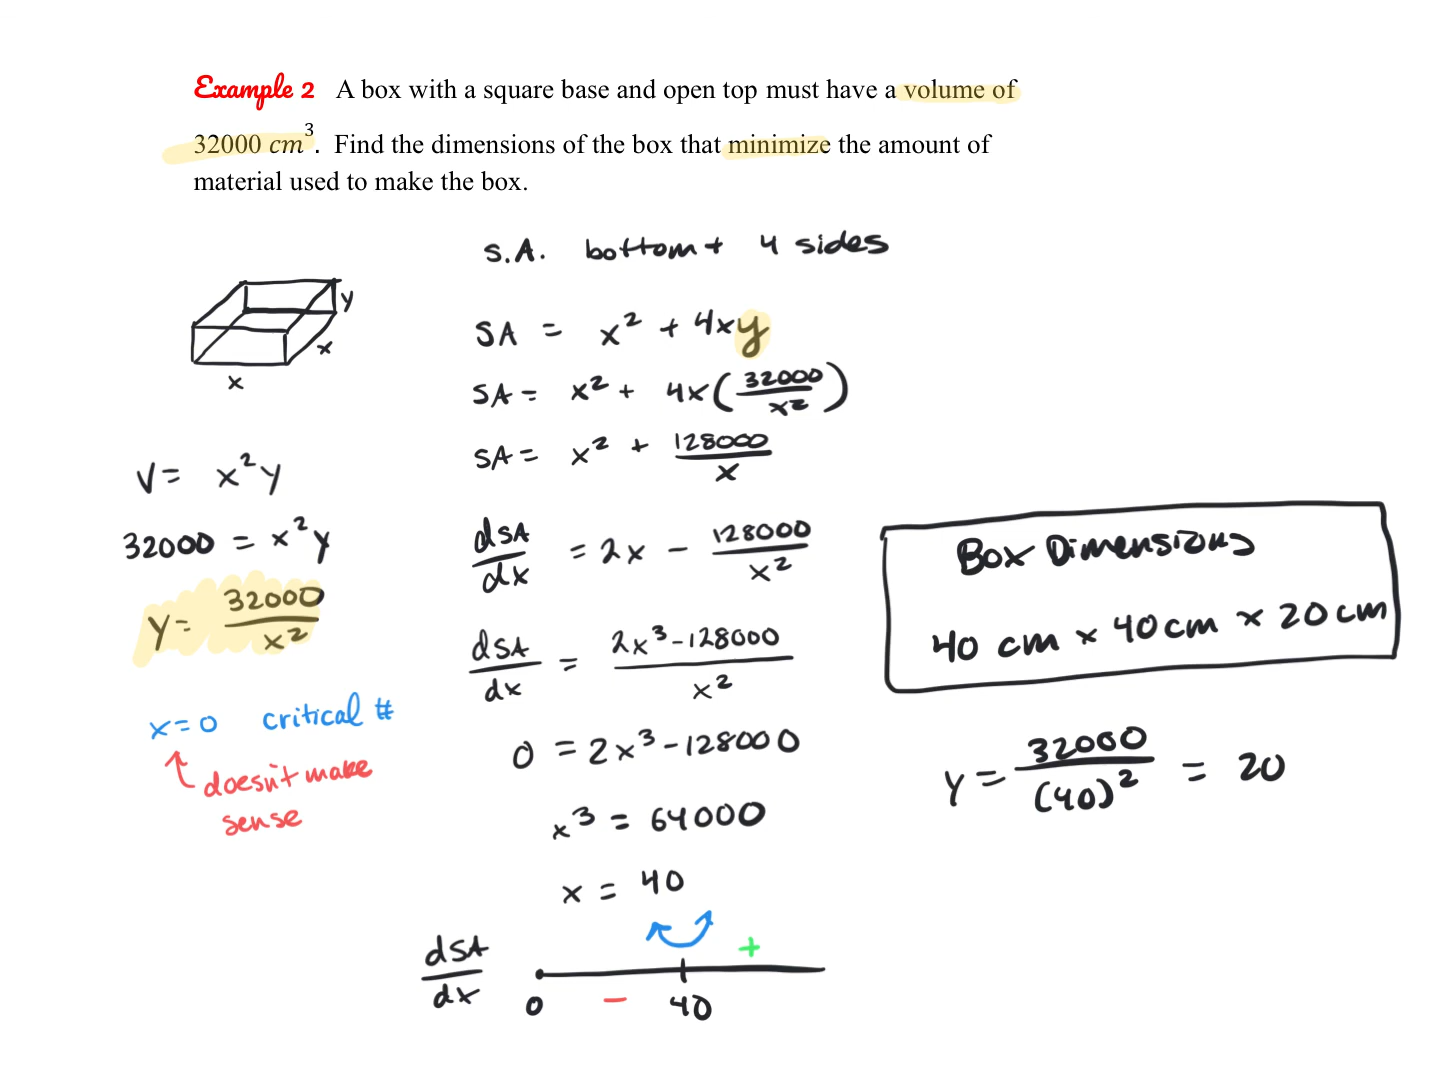 Example 2 A box with a square base and open top must have a volume of
32000 cm³. Find the dimensions of the box that minimize the amount of
material used to make the box.
S.A. bottom + 4 sides
y
x
x
SA = x² + 4xy
SA = x² + 4x(32000/x²)
SA = x² + 128000/x
V = x²y
32000 = x²y
y = 32000/x²
x=0 critical #
doesn't make
sense
dSA/dx = 2x - 128000/x²
dSA/dx = 2x³-128000/x²
0 = 2x³-128000
x³ = 64000
x = 40
dSA/dx
+
0 - 40
Box Dimensions
40 cm x 40cm x 20cm
y = 32000/(40)² = 20